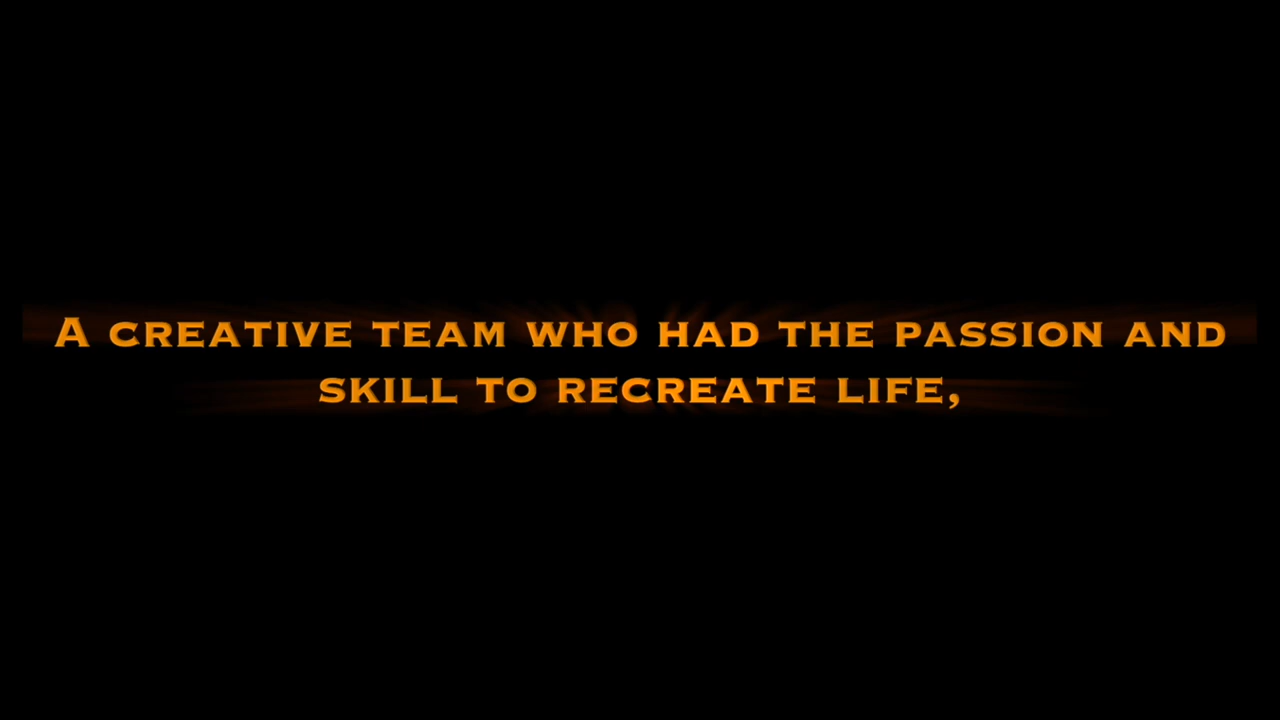 A CREATIVE TEAM WHO HAD THE PASSION AND
SKILL TO RECREATE LIFE,